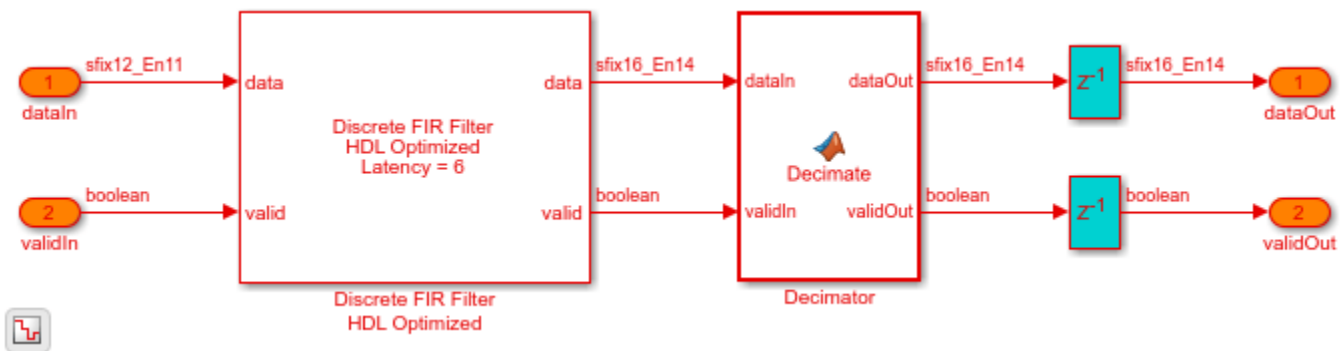 sfix12_En11
1
dataIn
data
Discrete FIR Filter
HDL Optimized
Latency = 6
data
sfix16_En14
dataIn
dataOut
Decimate
sfix16_En14
Z-1
sfix16_En14
1
dataOut
boolean
2
validIn
valid
valid
boolean
validIn
validOut
boolean
Z-1
boolean
2
validOut
Discrete FIR Filter
HDL Optimized
Decimator